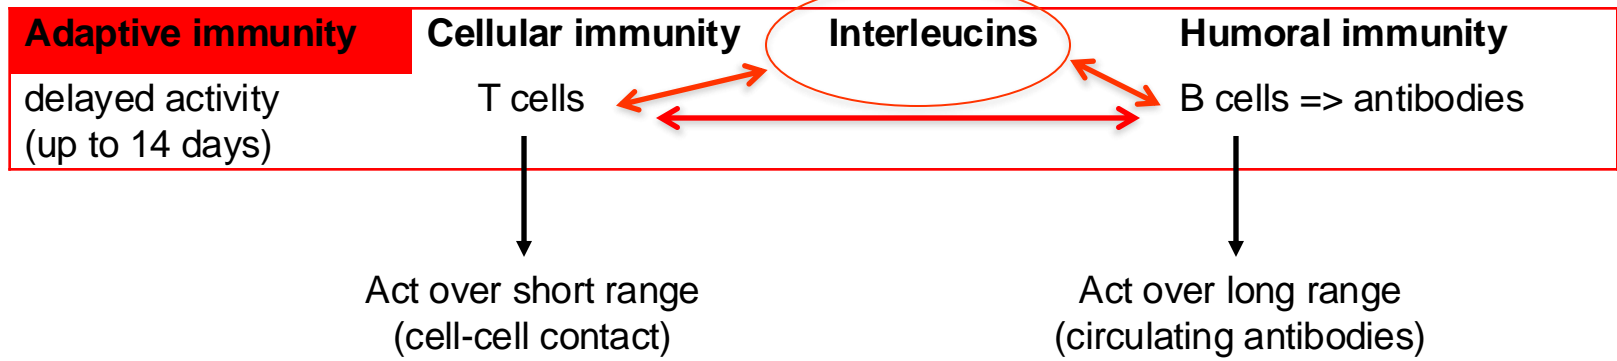 Adaptive immunity Cellular immunity Interleucins Humoral immunity
delayed activity T cells B cells => antibodies
(up to 14 days)
Act over short range Act over long range
(cell-cell contact) (circulating antibodies)